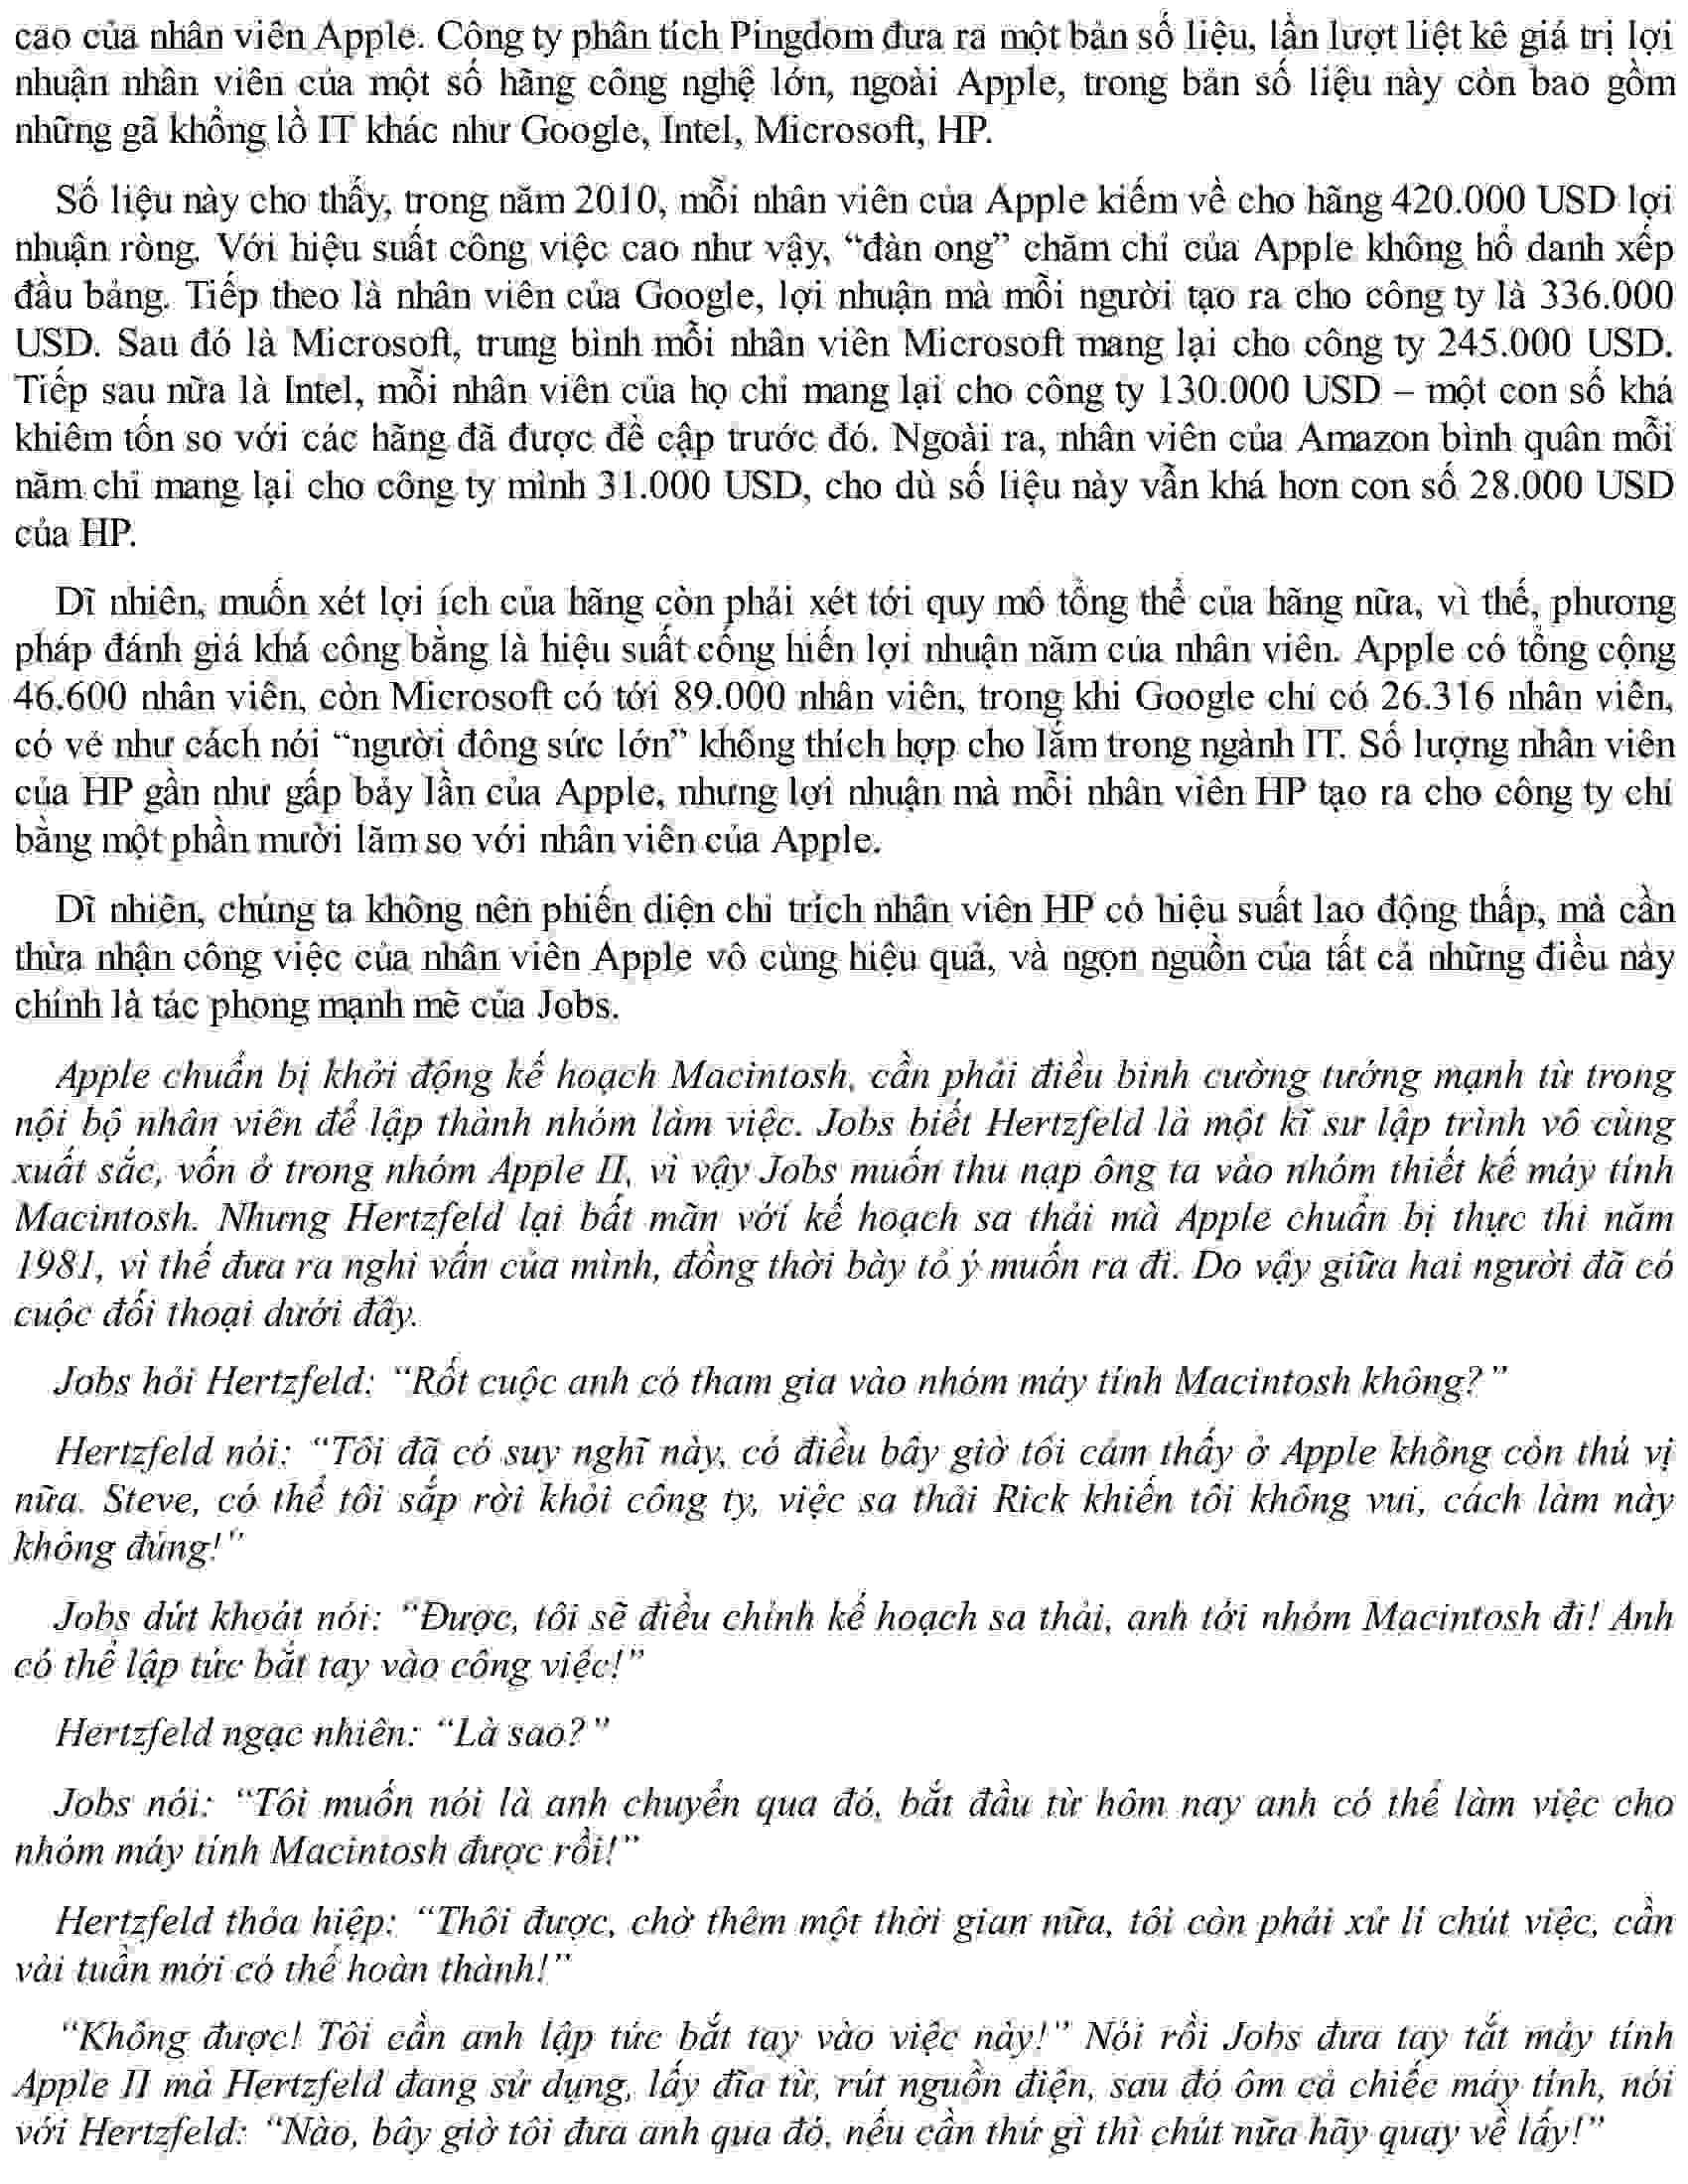 cao của nhân viên Apple. Công ty phân tích Pingdom đưa ra một bản số liệu, lần lượt liệt kê giá trị lợi
nhuận nhân viên của một số hãng công nghệ lớn, ngoài Apple, trong bản số liệu này còn bao gồm
những gã khổng lồ IT khác như Google, Intel, Microsoft, HP.
Số liệu này cho thấy, trong năm 2010, mỗi nhân viên của Apple kiếm về cho hãng 420.000 USD lợi
nhuận ròng. Với hiệu suất công việc cao như vậy, “đàn ong” chăm chỉ của Apple không hổ danh xếp
đầu bảng. Tiếp theo là nhân viên của Google, lợi nhuận mà mỗi người tạo ra cho công ty là 336.000
USD. Sau đó là Microsoft, trung bình mỗi nhân viên Microsoft mang lại cho công ty 245.000 USD.
Tiếp sau nữa là Intel, mỗi nhân viên của họ chỉ mang lại cho công ty 130.000 USD – một con số khá
khiêm tốn so với các hãng đã được đề cập trước đó. Ngoài ra, nhân viên của Amazon bình quân mỗi
năm chỉ mang lại cho công ty mình 31.000 USD, cho dù số liệu này vẫn khá hơn con số 28.000 USD
của HP.
Dĩ nhiên, muốn xét lợi ích của hãng còn phải xét tới quy mô tổng thể của hãng nữa, vì thế, phương
pháp đánh giá khá công bằng là hiệu suất cống hiến lợi nhuận năm của nhân viên. Apple có tổng cộng
46.600 nhân viên, còn Microsoft có tới 89.000 nhân viên, trong khi Google chỉ có 26.316 nhân viên,
có vẻ như cách nói “người đông sức lớn” không thích hợp cho lắm trong ngành IT. Số lượng nhân viên
của HP gần như gấp bảy lần của Apple, nhưng lợi nhuận mà mỗi nhân viên HP tạo ra cho công ty chỉ
bằng một phần mười lăm so với nhân viên của Apple.
Dĩ nhiên, chúng ta không nên phiến diện chỉ trích nhân viên HP có hiệu suất lao động thấp, mà cần
thừa nhận công việc của nhân viên Apple vô cùng hiệu quả, và ngọn nguồn của tất cả những điều này
chính là tác phong mạnh mẽ của Jobs.
Apple chuẩn bị khởi động kế hoạch Macintosh, cần phải điều binh cường tướng mạnh từ trong
nội bộ nhân viên để lập thành nhóm làm việc. Jobs biết Hertzfeld là một kĩ sư lập trình vô cùng
xuất sắc, vốn ở trong nhóm Apple II, vì vậy Jobs muốn thu nạp ông ta vào nhóm thiết kế máy tính
Macintosh. Nhưng Hertzfeld lại bất mãn với kế hoạch sa thải mà Apple chuẩn bị thực thi năm
1981, vì thế đưa ra nghi vấn của mình, đồng thời bày tỏ ý muốn ra đi. Do vậy giữa hai người đã có
cuộc đối thoại dưới đây.
Jobs hỏi Hertzfeld: “Rốt cuộc anh có tham gia vào nhóm máy tính Macintosh không?”
Hertzfeld nói: “Tôi đã có suy nghĩ này, có điều bây giờ tôi cảm thấy ở Apple không còn thú vị
nữa. Steve, có thể tôi sắp rời khỏi công ty, việc sa thải Rick khiến tôi không vui, cách làm này
không đúng!”
Jobs dứt khoát nói: “Được, tôi sẽ điều chỉnh kế hoạch sa thải, anh tới nhóm Macintosh đi! Anh
có thể lập tức bắt tay vào công việc!”
Hertzfeld ngạc nhiên: “Là sao?”
Jobs nói: “Tôi muốn nói là anh chuyển qua đó, bắt đầu từ hôm nay anh có thể làm việc cho
nhóm máy tính Macintosh được rồi!”
Hertzfeld thỏa hiệp: “Thôi được, chờ thêm một thời gian nữa, tôi còn phải xử lí chút việc, cần
vài tuần mới có thể hoàn thành!”
“Không được! Tôi cần anh lập tức bắt tay vào việc này!” Nói rồi Jobs đưa tay tắt máy tính
Apple II mà Hertzfeld đang sử dụng, lấy đĩa từ, rút nguồn điện, sau đó ôm cả chiếc máy tính, nói
với Hertzfeld: “Nào, bây giờ tôi đưa anh qua đó, nếu cần thứ gì thì chút nữa hãy quay về lấy!”